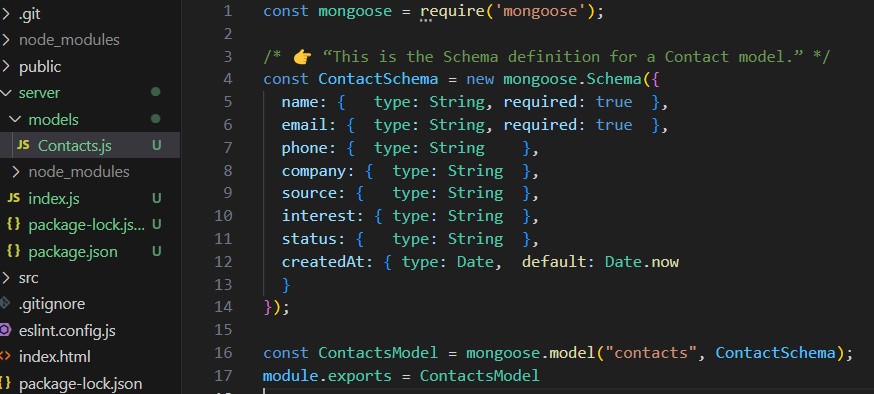 .git
node_modules
public
server
models
JS Contacts.js U
node_modules
JS index.js U
{} package-lock.js... U
{} package.json U
src
.gitignore
eslint.config.js
index.html
package-lock.json
1 const mongoose = require('mongoose');
2
3 /* 👉 “This is the Schema definition for a Contact model.” */
4 const ContactSchema = new mongoose.Schema({
5 name: {   type: String, required: true  },
6 email: {  type: String, required: true  },
7 phone: {  type: String    },
8 company: {  type: String  },
9 source: {   type: String  },
10 interest: { type: String  },
11 status: {   type: String  },
12 createdAt: { type: Date,  default: Date.now
13 }
14 });
15
16 const ContactsModel = mongoose.model("contacts", ContactSchema);
17 module.exports = ContactsModel